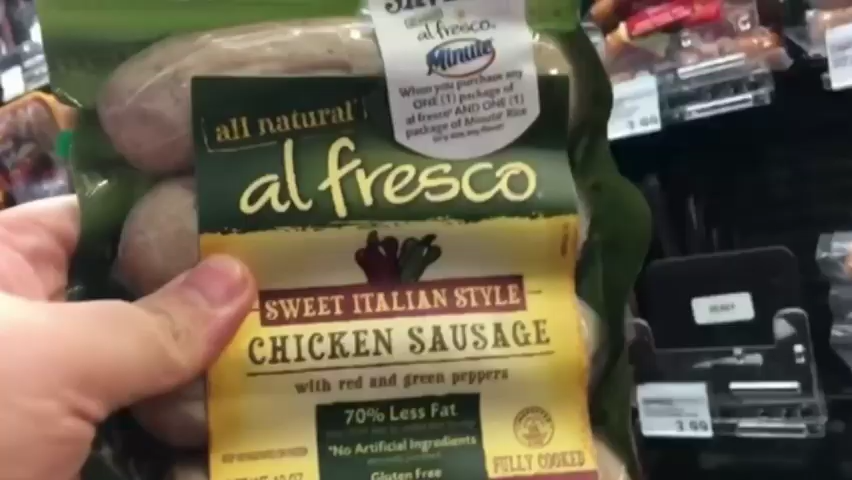 al fresco
Minute
When you purchase any
ONE (1) package of
al fresco AND ONE (1)
package of Minute Rice
all natural
al fresco
SWEET ITALIAN STYLE
CHICKEN SAUSAGE
with red and green peppers
70% Less Fat
*No Artificial Ingredients
Gluten Free
FULLY COOKED
3.99